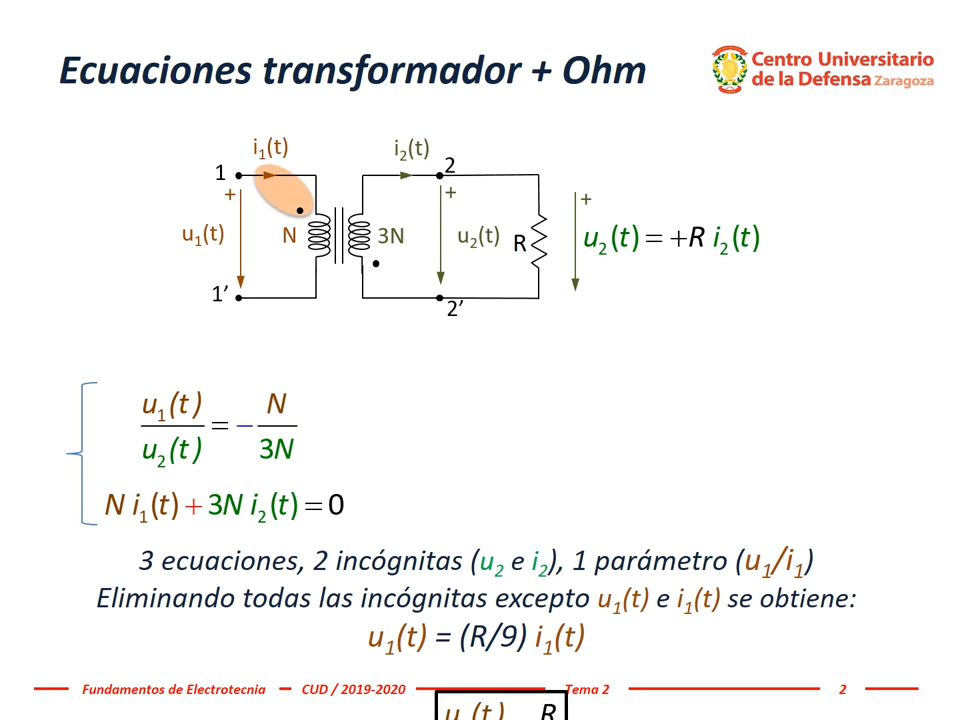 Ecuaciones transformador + Ohm
Centro Universitario
de la Defensa Zaragoza
i1(t)
i2(t)
1
2
+
+
+
u1(t)
N
3N
u2(t)
R
u2(t) = +R i2(t)
1’
2’
u1(t) / u2(t) = − N / 3N
N i1(t) + 3N i2(t) = 0
3 ecuaciones, 2 incógnitas (u2 e i2), 1 parámetro (u1/i1)
Eliminando todas las incógnitas excepto u1(t) e i1(t) se obtiene:
u1(t) = (R/9) i1(t)
Fundamentos de Electrotecnia CUD / 2019-2020 Tema 2 2